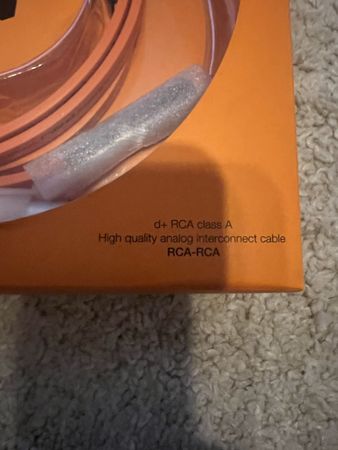 d+ RCA class A
High quality analog interconnect cable
RCA-RCA